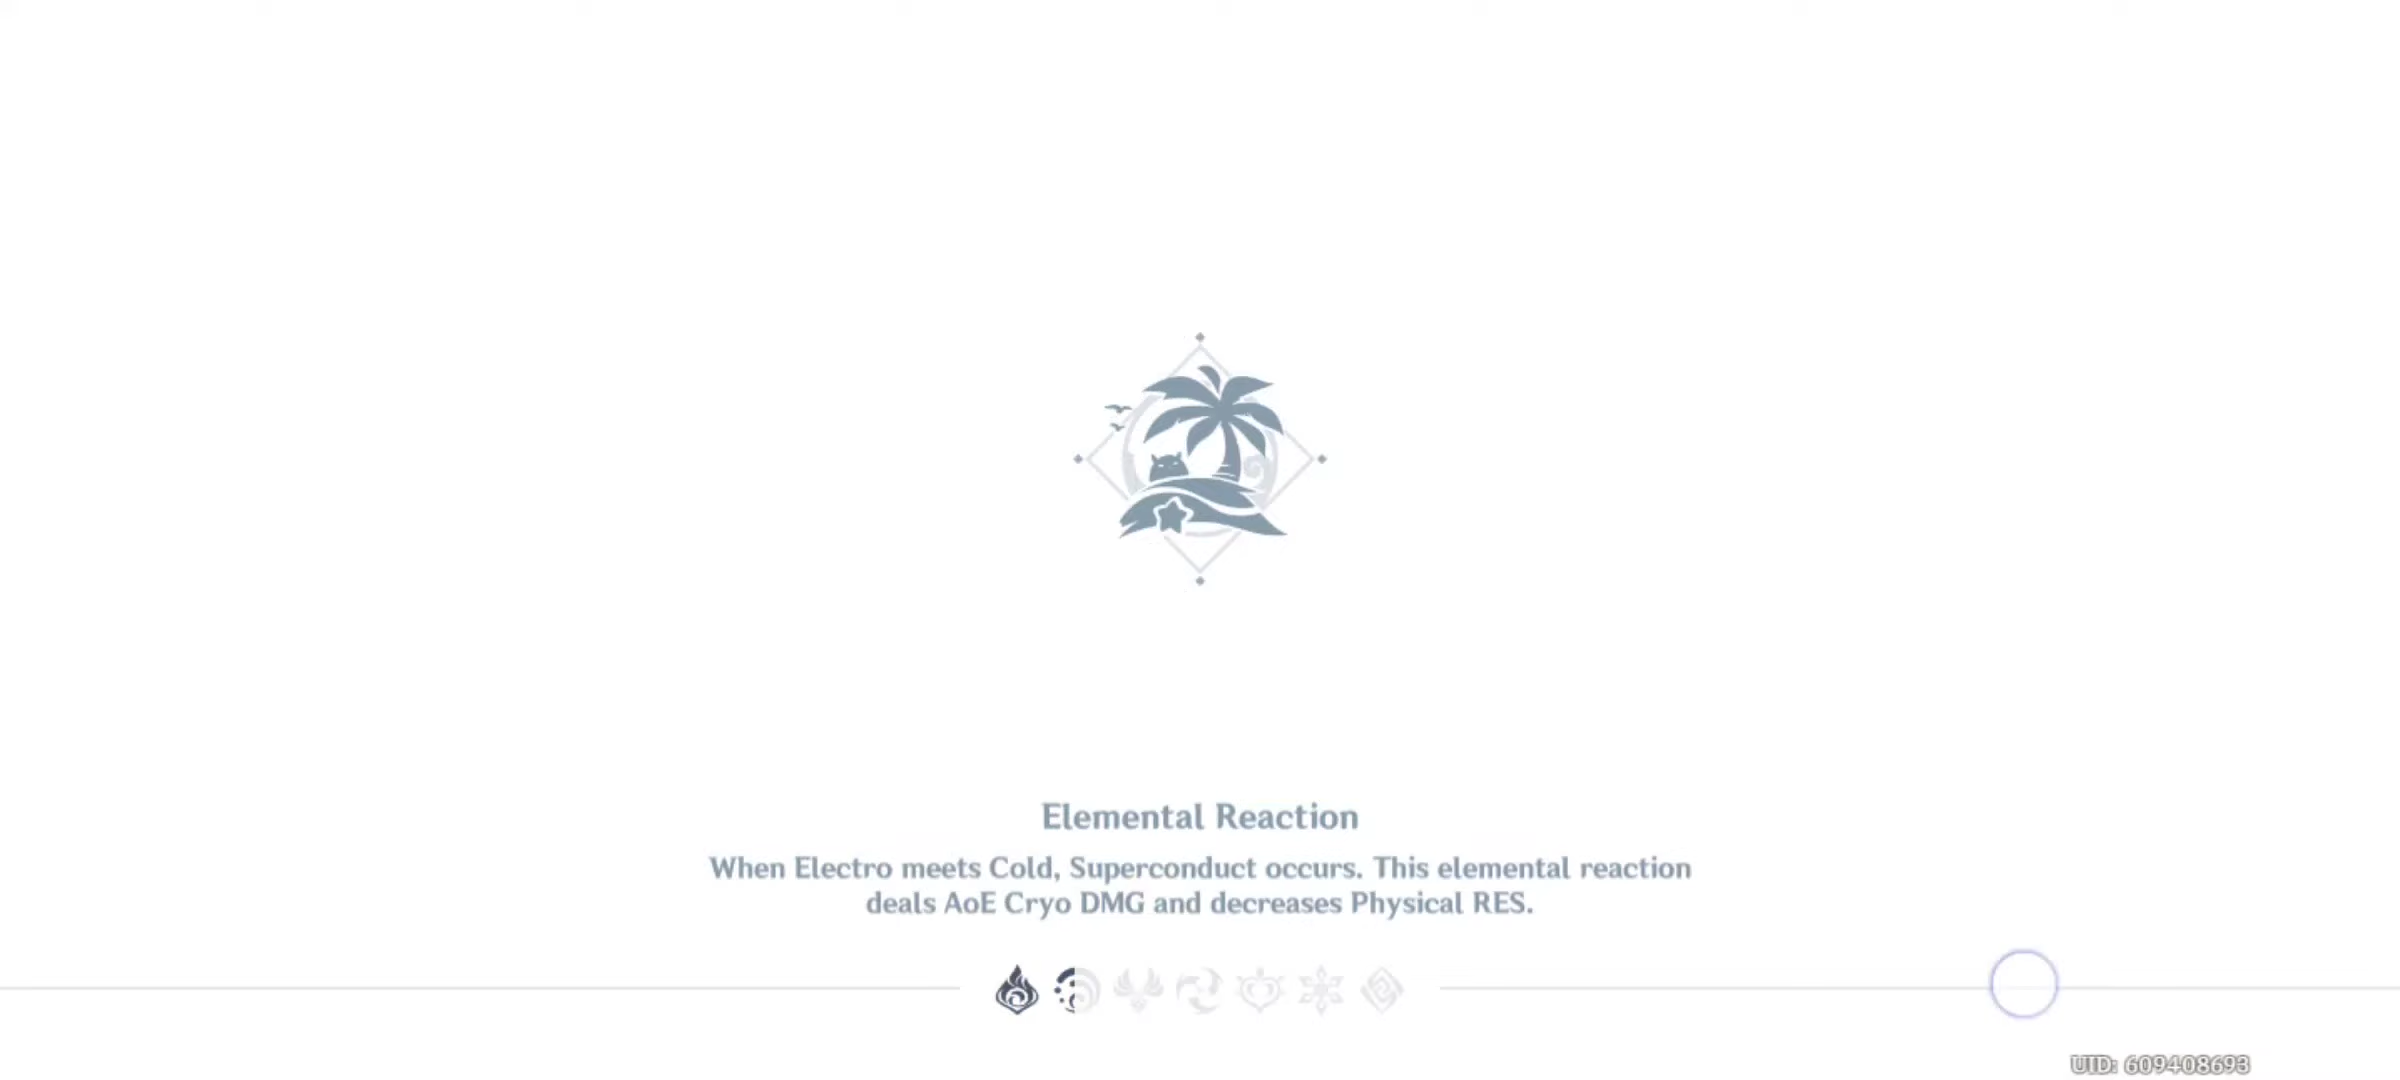 Elemental Reaction
When Electro meets Cold, Superconduct occurs. This elemental reaction
deals AoE Cryo DMG and decreases Physical RES.
UID: 609408693